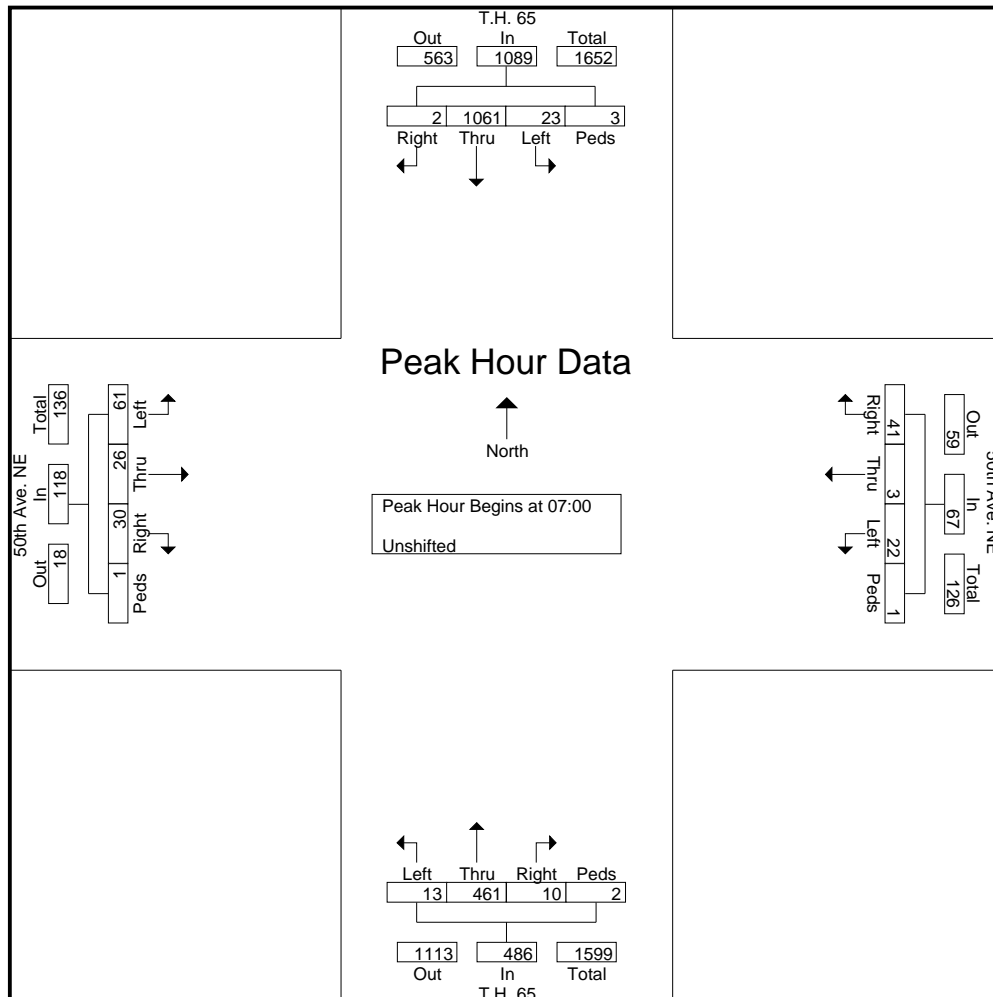 T.H. 65
Out In Total
563 1089 1652
2 1061 23 3
Right Thru Left Peds
Peak Hour Data
North
Peak Hour Begins at 07:00
Unshifted
50th Ave. NE
Total In Out
136 118 18
61 26 30 1
Left Thru Right Peds
Right Thru Left Peds
41 3 22 1
Out In Total
59 67 126
50th Ave. NE
Left Thru Right Peds
13 461 10 2
1113 486 1599
Out In Total
T.H. 65